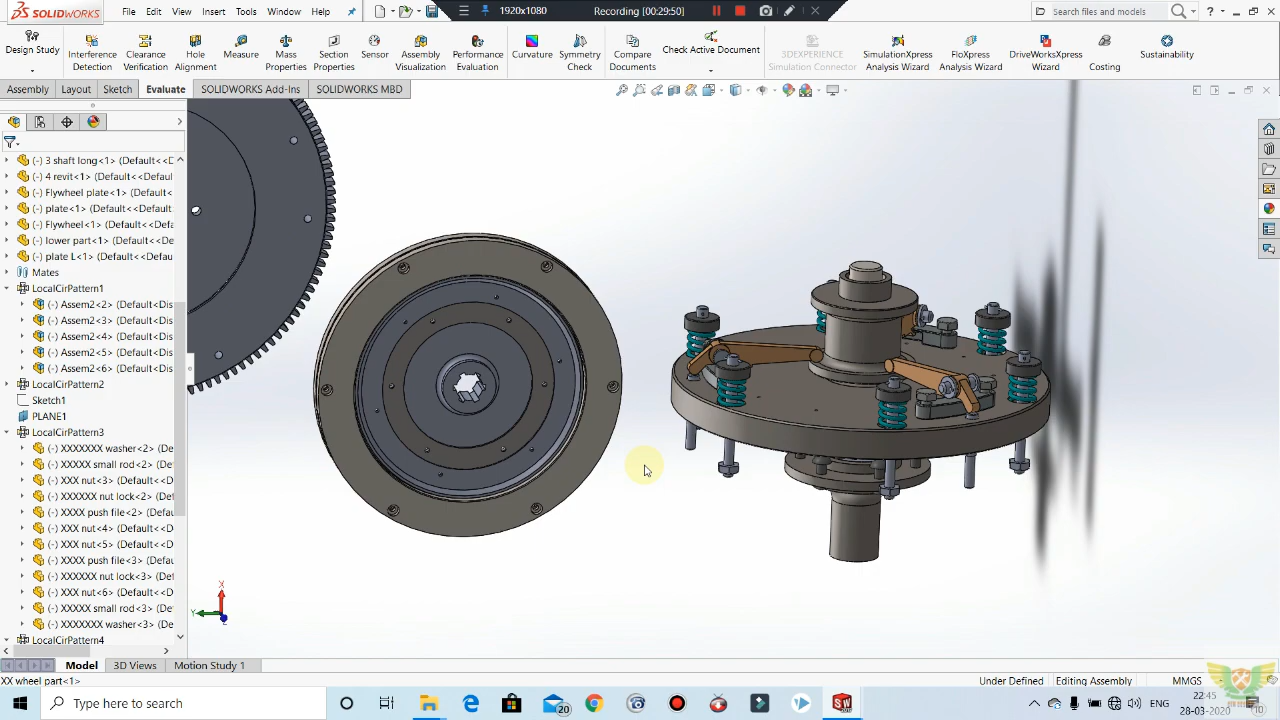 SOLIDWORKS
File Edit View Insert Tools Window Help
1920x1080 Recording [00:29:50]
Search files and models
Design Study
Interference Detection
Clearance Detection
Hole Alignment
Measure
Mass Properties
Section Properties
Sensor
Assembly Visualization
Performance Evaluation
Curvature
Symmetry Check
Compare Documents
Check Active Document
3DEXPERIENCE Simulation Connector
SimulationXpress Analysis Wizard
FloXpress Analysis Wizard
DriveWorksXpress Wizard
Costing
Sustainability
Assembly Layout Sketch Evaluate SOLIDWORKS Add-Ins SOLIDWORKS MBD
(-) 3 shaft long<1> (Default<<D
(-) 4 revit<1> (Default<<Defaul
(-) Flywheel plate<1> (Default<
(-) plate<1> (Default<<Default>
(-) Flywheel<1> (Default<<Defa
(-) lower part<1> (Default<<De
(-) plate L<1> (Default<<Defau
Mates
LocalCirPattern1
(-) Assem2<2> (Default<Dis
(-) Assem2<3> (Default<Dis
(-) Assem2<4> (Default<Dis
(-) Assem2<5> (Default<Dis
(-) Assem2<6> (Default<Dis
LocalCirPattern2
Sketch1
PLANE1
LocalCirPattern3
(-) XXXXXXX washer<2> (De
(-) XXXXX small rod<2> (Def
(-) XXX nut<3> (Default<<D
(-) XXXXXX nut lock<2> (De
(-) XXXX push file<2> (Defau
(-) XXX nut<4> (Default<<D
(-) XXX nut<5> (Default<<D
(-) XXXX push file<3> (Defau
(-) XXXXXX nut lock<3> (De
(-) XXX nut<6> (Default<<D
(-) XXXXX small rod<3> (Def
(-) XXXXXXX washer<3> (De
LocalCirPattern4
X
Y
Z
Model 3D Views Motion Study 1
XX wheel part<1>
Under Defined Editing Assembly MMGS
Type here to search
20
ENG
22:45
28-03-2020
10